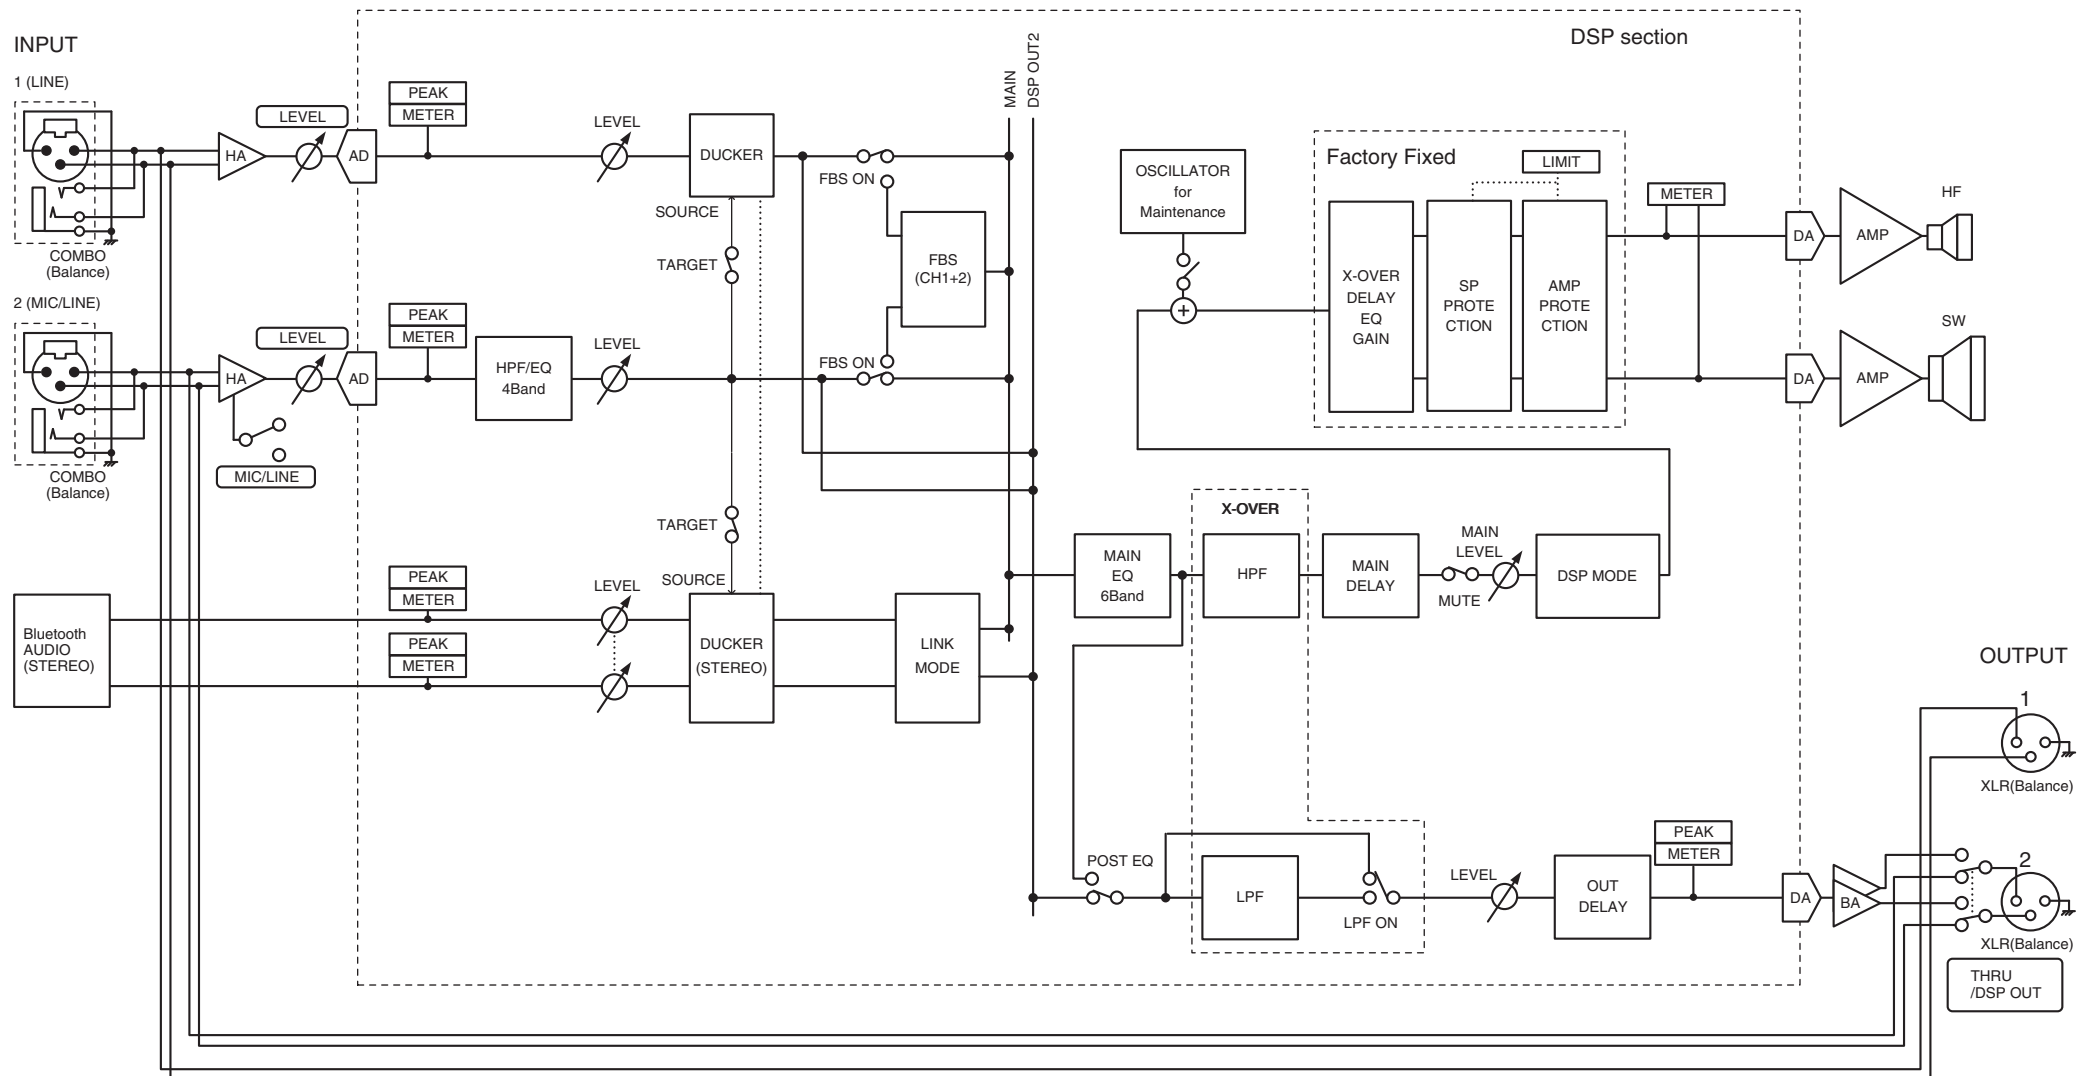 DSP section
INPUT
1 (LINE)
COMBO
(Balance)
HA
LEVEL
AD
PEAK
METER
LEVEL
DUCKER
SOURCE
TARGET
FBS ON
FBS
(CH1+2)
FBS ON
MAIN
DSP OUT2
2 (MIC/LINE)
COMBO
(Balance)
HA
MIC/LINE
LEVEL
AD
PEAK
METER
HPF/EQ
4Band
LEVEL
TARGET
SOURCE
Bluetooth
AUDIO
(STEREO)
PEAK
METER
PEAK
METER
LEVEL
DUCKER
(STEREO)
LINK
MODE
OSCILLATOR
for
Maintenance
+
Factory Fixed
LIMIT
X-OVER
DELAY
EQ
GAIN
SP
PROTE
CTION
AMP
PROTE
CTION
METER
DA
AMP
HF
DA
AMP
SW
X-OVER
MAIN
EQ
6Band
HPF
MAIN
DELAY
MAIN
LEVEL
MUTE
DSP MODE
POST EQ
LPF
LPF ON
LEVEL
OUT
DELAY
PEAK
METER
DA
BA
OUTPUT
1
XLR(Balance)
2
XLR(Balance)
THRU
/DSP OUT